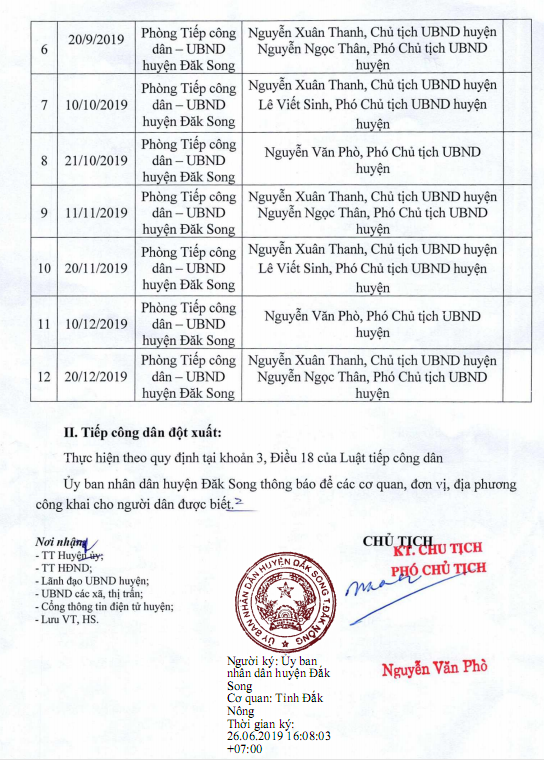 6 20/9/2019 Phòng Tiếp công Nguyễn Xuân Thanh, Chủ tịch UBND huyện
dân – UBND Nguyễn Ngọc Thân, Phó Chủ tịch UBND
huyện Đăk Song huyện
7 10/10/2019 Phòng Tiếp công Nguyễn Xuân Thanh, Chủ tịch UBND huyện
dân – UBND Lê Viết Sinh, Phó Chủ tịch UBND huyện
huyện Đăk Song huyện
8 21/10/2019 Phòng Tiếp công Nguyễn Văn Phò, Phó Chủ tịch UBND
dân – UBND huyện
huyện Đăk Song
9 11/11/2019 Phòng Tiếp công Nguyễn Xuân Thanh, Chủ tịch UBND huyện
dân – UBND Nguyễn Ngọc Thân, Phó Chủ tịch UBND
huyện Đăk Song huyện
10 20/11/2019 Phòng Tiếp công Nguyễn Xuân Thanh, Chủ tịch UBND huyện
dân – UBND Lê Viết Sinh, Phó Chủ tịch UBND huyện
huyện Đăk Song huyện
11 10/12/2019 Phòng Tiếp công Nguyễn Văn Phò, Phó Chủ tịch UBND
dân – UBND huyện
huyện Đăk Song
12 20/12/2019 Phòng Tiếp công Nguyễn Xuân Thanh, Chủ tịch UBND huyện
dân – UBND Nguyễn Ngọc Thân, Phó Chủ tịch UBND
huyện Đăk Song huyện
II. Tiếp công dân đột xuất:
Thực hiện theo quy định tại khoản 3, Điều 18 của Luật tiếp công dân
Ủy ban nhân dân huyện Đăk Song thông báo để các cơ quan, đơn vị, địa phương
công khai cho người dân được biết.
Nơi nhận:
- TT Huyện ủy;
- TT HĐND;
- Lãnh đạo UBND huyện;
- UBND các xã, thị trấn;
- Cổng thông tin điện tử huyện;
- Lưu VT, HS.
CHỦ TỊCH
KT. CHỦ TỊCH
PHÓ CHỦ TỊCH
ỦY BAN NHÂN DÂN HUYỆN ĐẮK SONG T.ĐẮK NÔNG
Nguyễn Văn Phò
Người ký: Ủy ban
nhân dân huyện Đắk
Song
Cơ quan: Tỉnh Đắk
Nông
Thời gian ký:
26.06.2019 16:08:03
+07:00